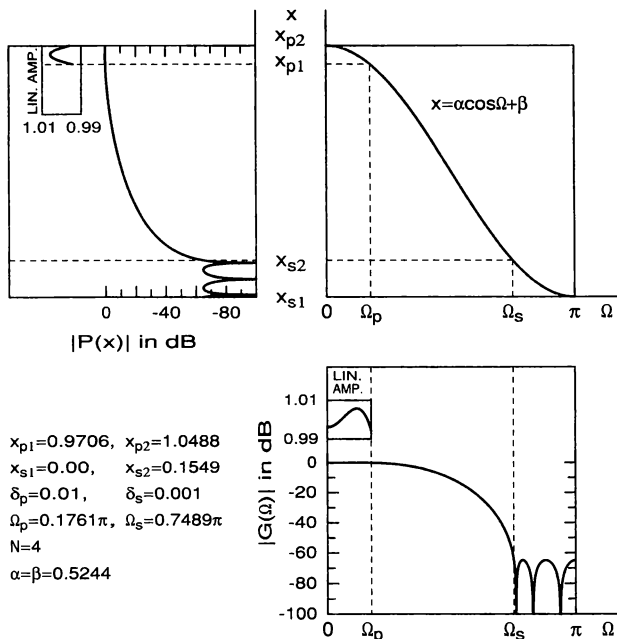 x
x_p2
x_p1
LIN. AMP.
1.01 0.99
x=αcosΩ+β
x_s2
x_s1
0 -40 -80
|P(x)| in dB
0 Ω_p Ω_s π Ω
LIN.
AMP.
1.01
0.99
0
-20
-40
-60
-80
-100
|G(Ω)| in dB
0 Ω_p Ω_s π Ω
x_p1=0.9706, x_p2=1.0488
x_s1=0.00, x_s2=0.1549
δ_p=0.01, δ_s=0.001
Ω_p=0.1761π, Ω_s=0.7489π
N=4
α=β=0.5244